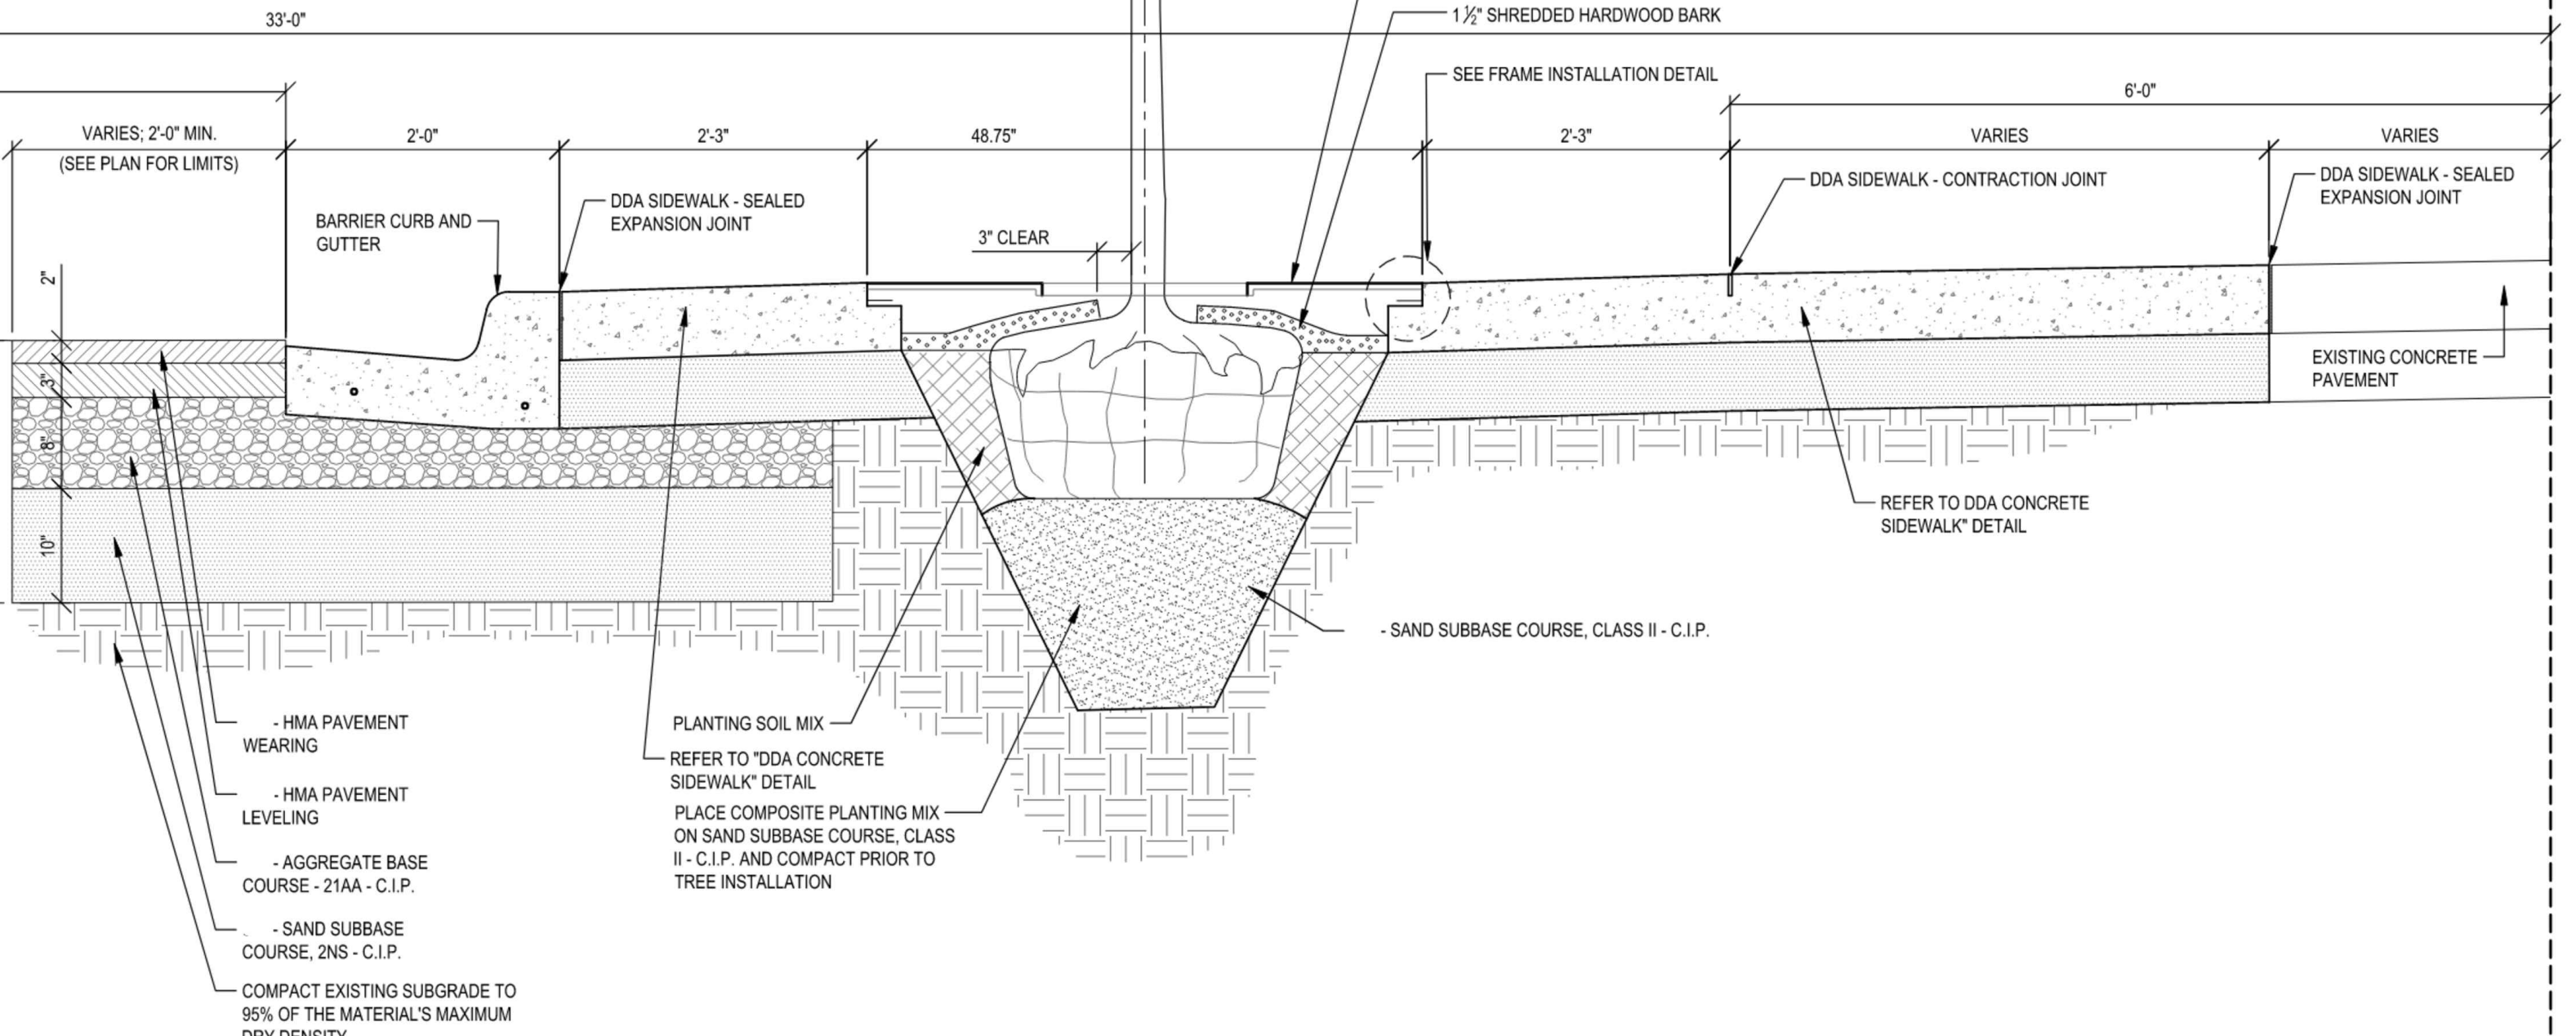 33'-0"
1 ½" SHREDDED HARDWOOD BARK
SEE FRAME INSTALLATION DETAIL
6'-0"
VARIES; 2'-0" MIN.
(SEE PLAN FOR LIMITS)
2'-0"
2'-3"
48.75"
2'-3"
VARIES
VARIES
DDA SIDEWALK - SEALED
EXPANSION JOINT
DDA SIDEWALK - CONTRACTION JOINT
DDA SIDEWALK - SEALED
EXPANSION JOINT
BARRIER CURB AND
GUTTER
3" CLEAR
2"
3"
8"
10"
EXISTING CONCRETE
PAVEMENT
REFER TO DDA CONCRETE
SIDEWALK" DETAIL
- SAND SUBBASE COURSE, CLASS II - C.I.P.
- HMA PAVEMENT
WEARING
- HMA PAVEMENT
LEVELING
- AGGREGATE BASE
COURSE - 21AA - C.I.P.
- SAND SUBBASE
COURSE, 2NS - C.I.P.
COMPACT EXISTING SUBGRADE TO
95% OF THE MATERIAL'S MAXIMUM
DRY DENSITY
PLANTING SOIL MIX
REFER TO "DDA CONCRETE
SIDEWALK" DETAIL
PLACE COMPOSITE PLANTING MIX
ON SAND SUBBASE COURSE, CLASS
II - C.I.P. AND COMPACT PRIOR TO
TREE INSTALLATION